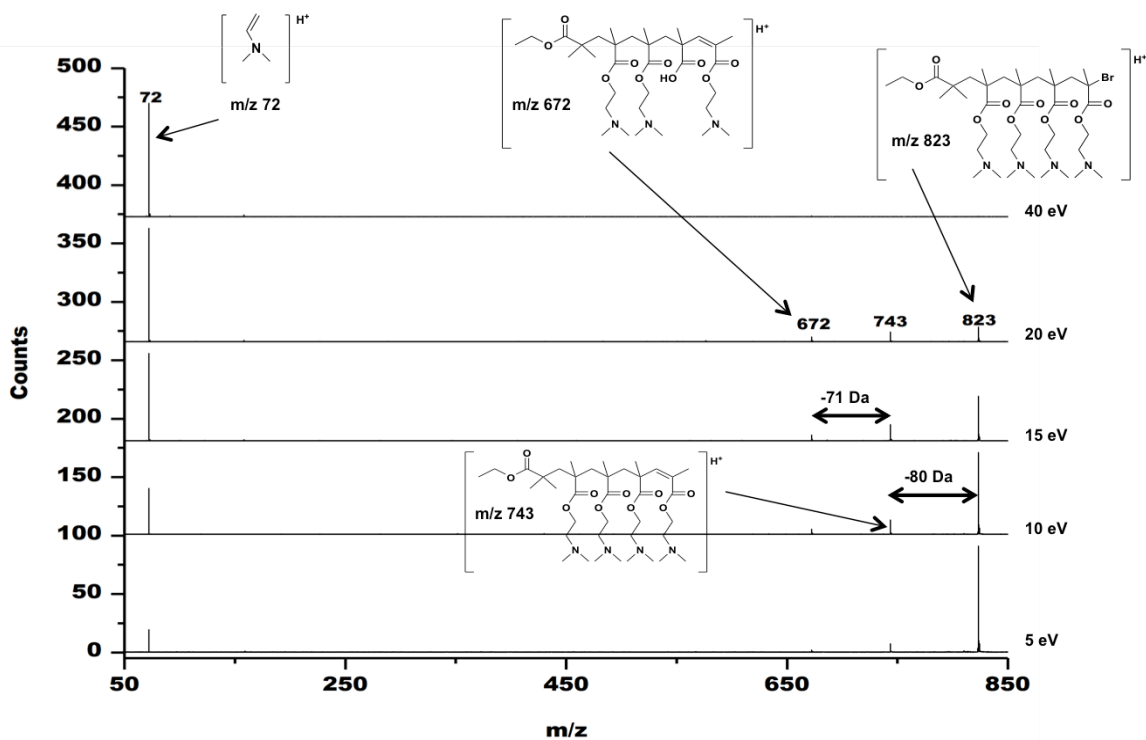 H⁺
N
m/z 72
O
O
O O OH O O
O O O
m/z 672
N N N
H⁺
H⁺
O
O
Br
O O O O
O O O O
m/z 823
N N N N
500
450
400
350
300
250
200
150
100
50
0
Counts
72
40 eV
672 743 823
20 eV
-71 Da
15 eV
-80 Da
H⁺
O
O
O O O O
O O O O
m/z 743
N N N N
10 eV
5 eV
50 250 450 650 850
m/z